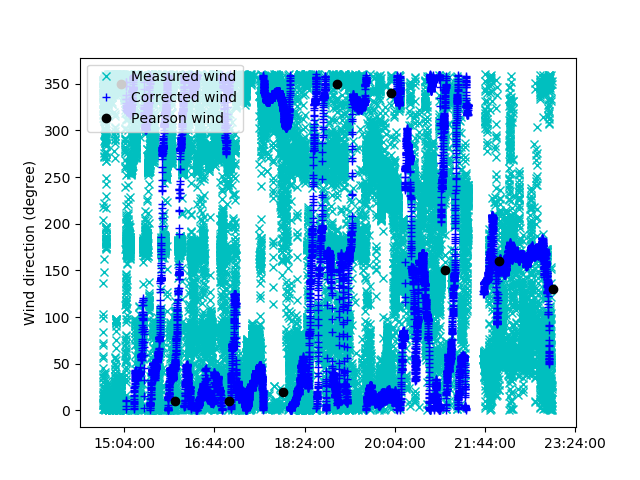 Measured wind
Corrected wind
Pearson wind
Wind direction (degree)
350
300
250
200
150
100
50
0
15:04:00 16:44:00 18:24:00 20:04:00 21:44:00 23:24:00